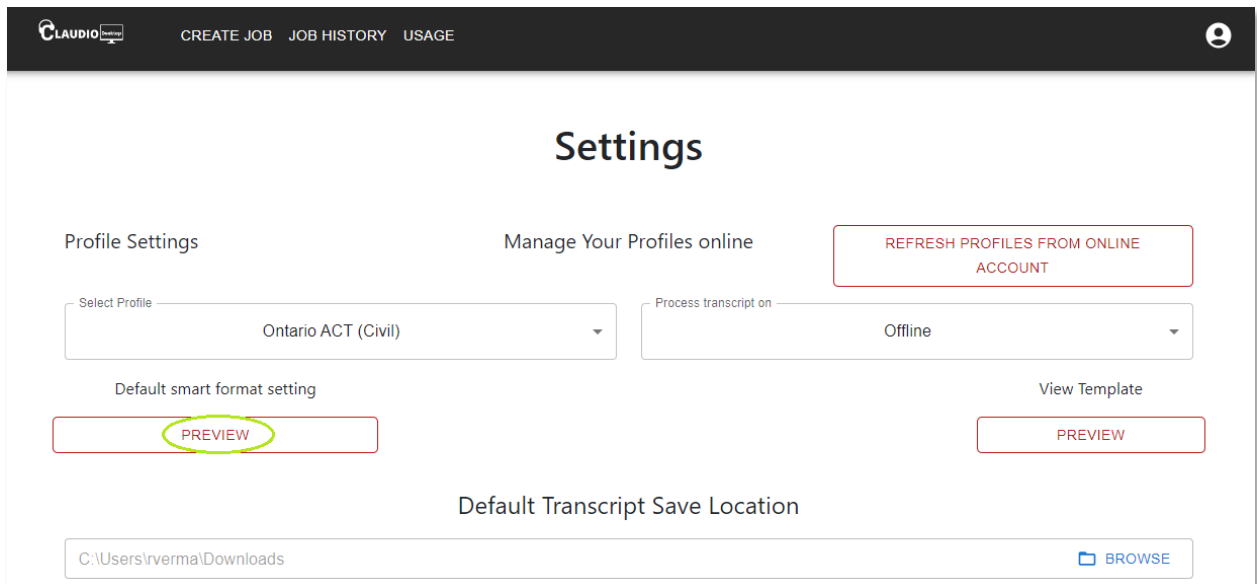 CLAUDIO Desktop
CREATE JOB JOB HISTORY USAGE
Settings
Profile Settings
Manage Your Profiles online
REFRESH PROFILES FROM ONLINE
ACCOUNT
Select Profile
Process transcript on
Ontario ACT (Civil)
Offline
Default smart format setting
View Template
PREVIEW
PREVIEW
Default Transcript Save Location
C:\Users\rverma\Downloads
BROWSE